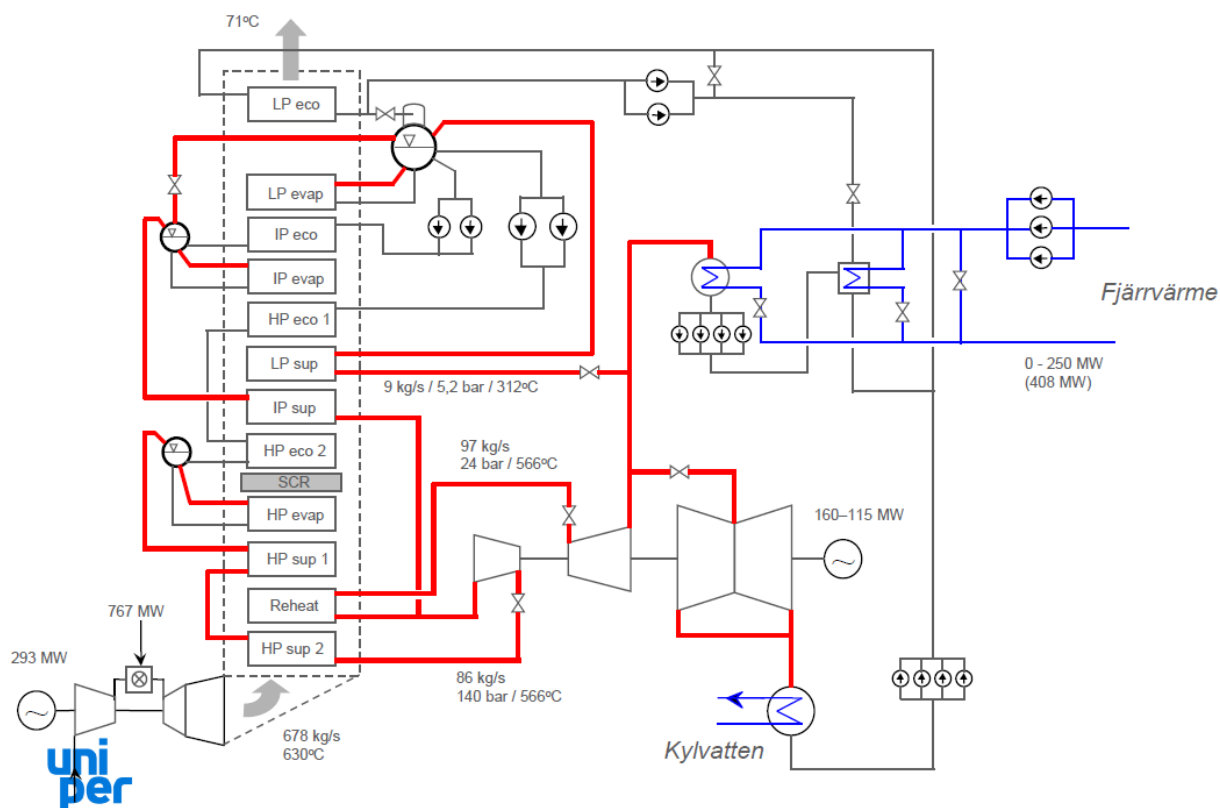 71ºC
LP eco
LP evap
IP eco
IP evap
HP eco 1
LP sup
9 kg/s / 5,2 bar / 312ºC
IP sup
HP eco 2
SCR
HP evap
HP sup 1
Reheat
HP sup 2
97 kg/s
24 bar / 566ºC
86 kg/s
140 bar / 566ºC
767 MW
293 MW
678 kg/s
630ºC
160–115 MW
Fjärrvärme
0 - 250 MW
(408 MW)
Kylvatten
uni
per